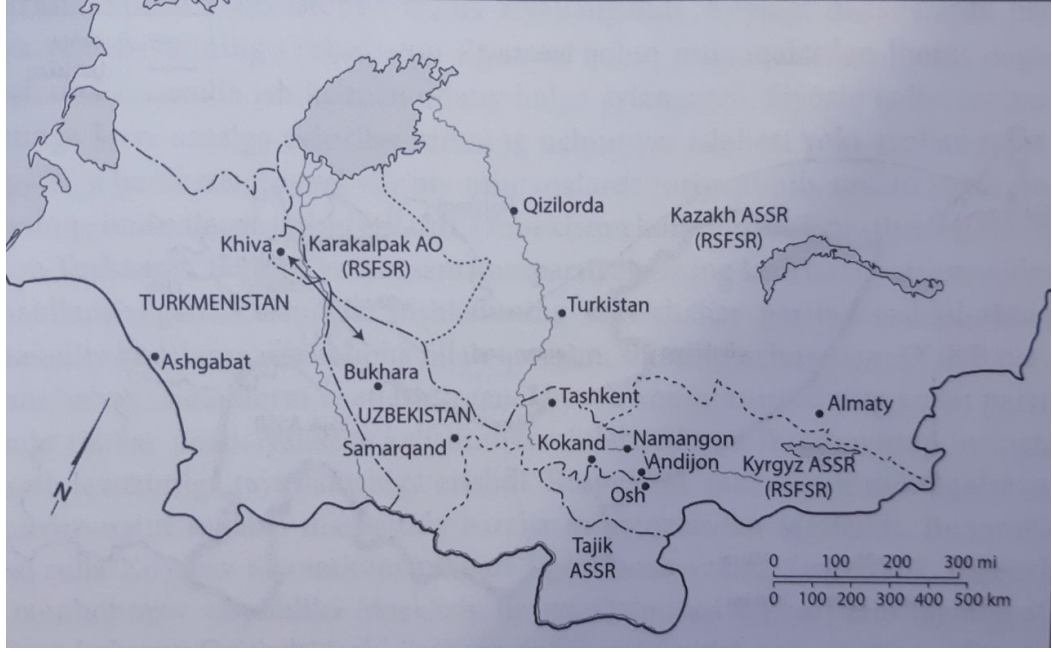 Qizilorda
Kazakh ASSR
(RSFSR)
Khiva
Karakalpak AO
(RSFSR)
TURKMENISTAN
Turkistan
Ashgabat
Bukhara
Tashkent
Almaty
UZBEKISTAN
Samarqand
Kokand
Namangon
Andijon
Kyrgyz ASSR
(RSFSR)
Osh
N
Tajik
ASSR
0 100 200 300 mi
0 100 200 300 400 500 km